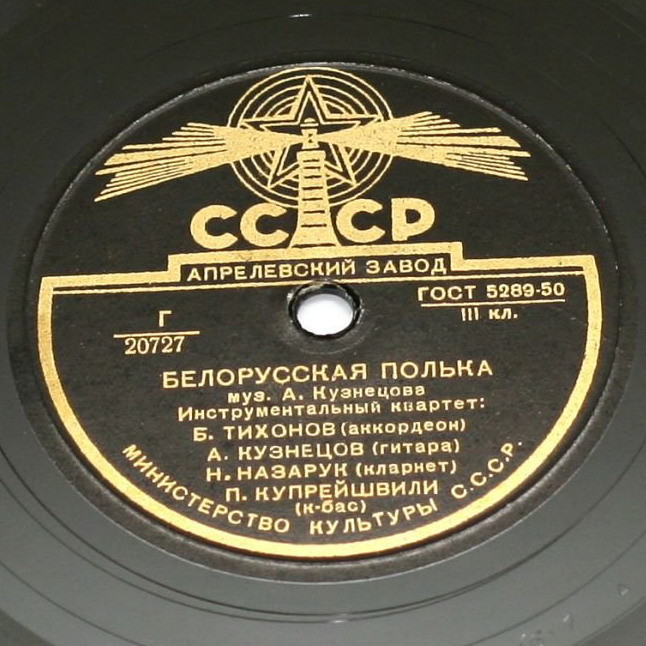 СССР
АПРЕЛЕВСКИЙ ЗАВОД
ГОСТ 5289-50
III кл.
Г
20727
БЕЛОРУССКАЯ ПОЛЬКА
муз. А. Кузнецова
Инструментальный квартет:
Б. ТИХОНОВ (аккордеон)
А. КУЗНЕЦОВ (гитара)
Н. НАЗАРУК (кларнет)
П. КУПРЕЙШВИЛИ
(к-бас)
МИНИСТЕРСТВО КУЛЬТУРЫ С.С.С.Р.